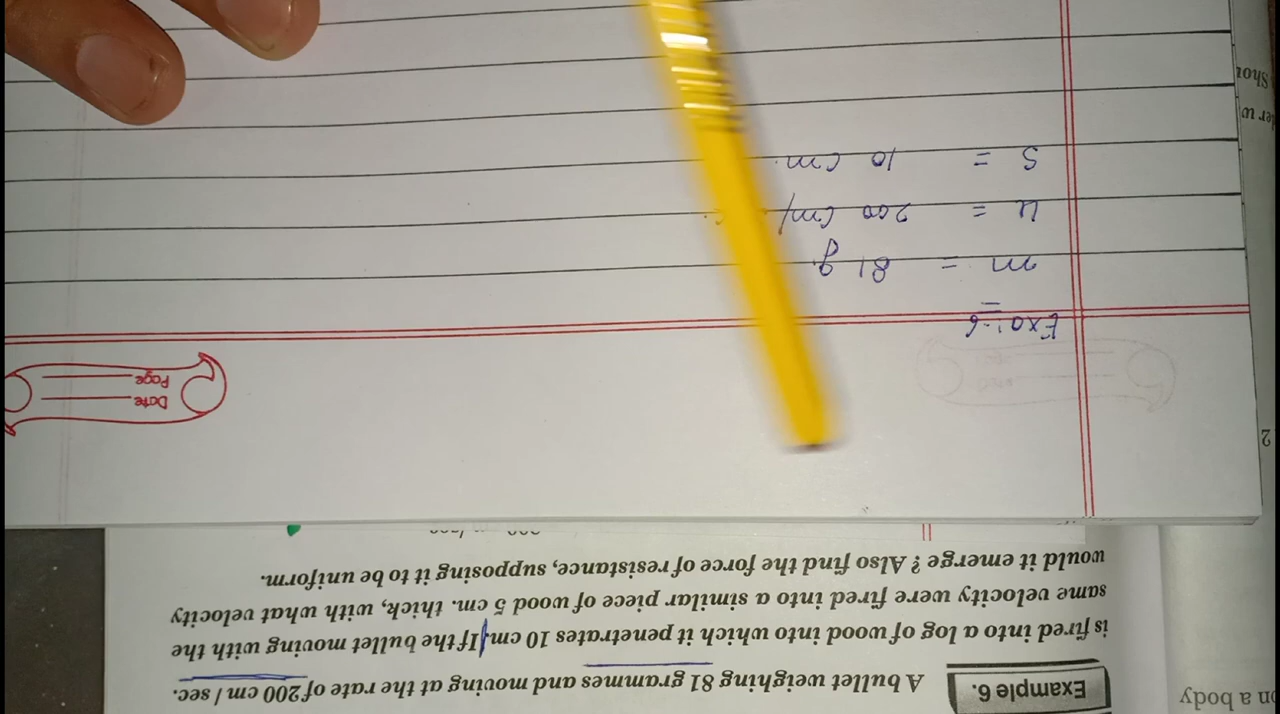 Example 6. A bullet weighing 81 grammes and moving at the rate of 200 cm / sec.
is fired into a log of wood into which it penetrates 10 cm. If the bullet moving with the
same velocity were fired into a similar piece of wood 5 cm. thick, with what velocity
would it emerge ? Also find the force of resistance, supposing it to be uniform.
on a body
2
Date
Page
Exa:-6
m = 81 g.
u = 200 cm/
s = 10 cm.